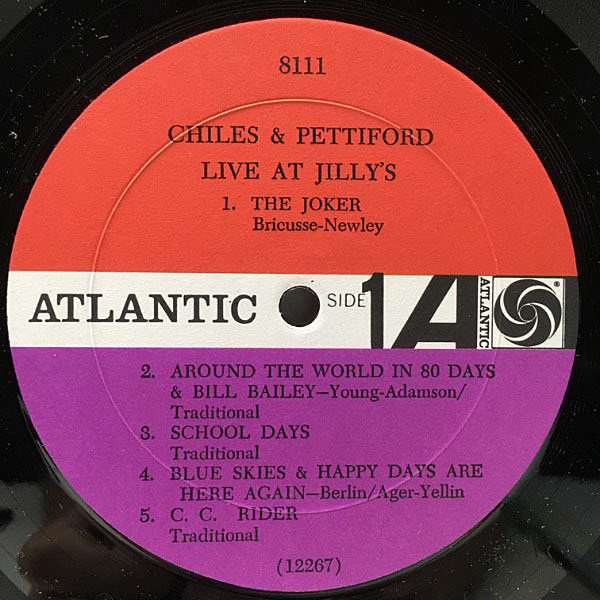 8111
CHILES & PETTIFORD
LIVE AT JILLY'S
1. THE JOKER
Bricusse-Newley
ATLANTIC SIDE 1 A ATLANTIC ®
2. AROUND THE WORLD IN 80 DAYS
& BILL BAILEY—Young-Adamson/
Traditional
3. SCHOOL DAYS
Traditional
4. BLUE SKIES & HAPPY DAYS ARE
HERE AGAIN—Berlin/Ager-Yellin
5. C. C. RIDER
Traditional
(12267)